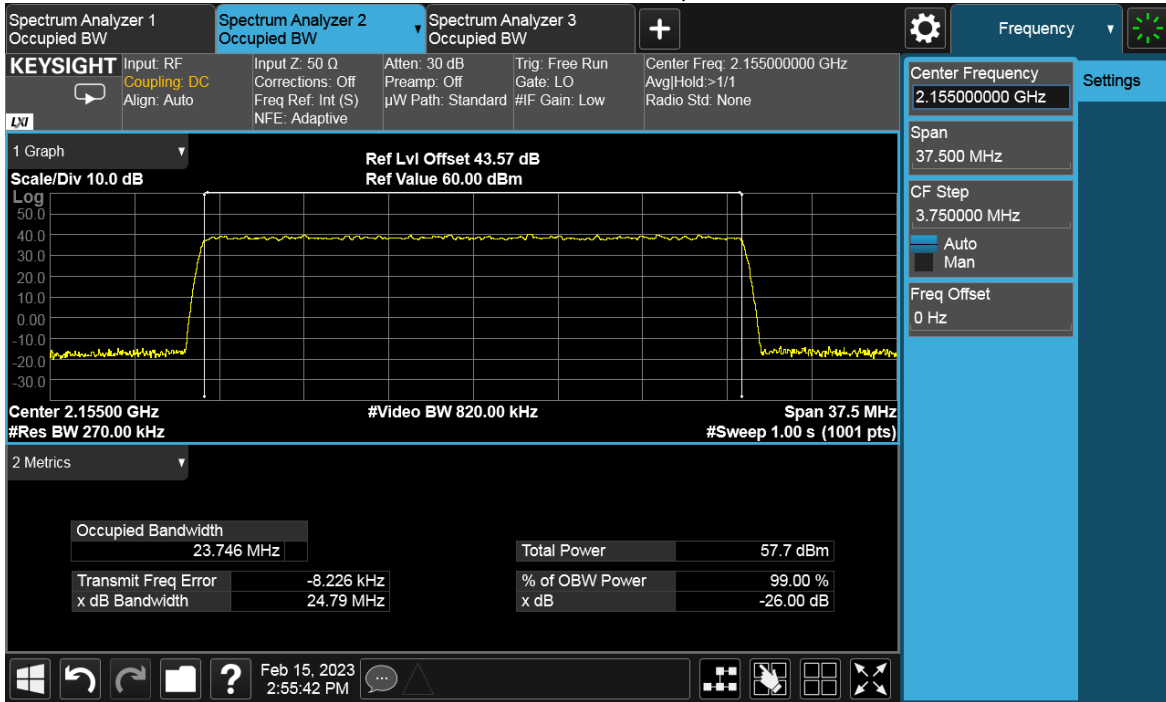 Spectrum Analyzer 1
Occupied BW
Spectrum Analyzer 2
Occupied BW
Spectrum Analyzer 3
Occupied BW
Frequency
KEYSIGHT
LXI
Input: RF
Coupling: DC
Align: Auto
Input Z: 50 Ω
Corrections: Off
Freq Ref: Int (S)
NFE: Adaptive
Atten: 30 dB
Preamp: Off
µW Path: Standard
Trig: Free Run
Gate: LO
#IF Gain: Low
Center Freq: 2.155000000 GHz
Avg|Hold:>1/1
Radio Std: None
Center Frequency
2.155000000 GHz
Settings
Span
37.500 MHz
CF Step
3.750000 MHz
Auto
Man
Freq Offset
0 Hz
1 Graph
Scale/Div 10.0 dB
Ref Lvl Offset 43.57 dB
Ref Value 60.00 dBm
Log
50.0
40.0
30.0
20.0
10.0
0.00
-10.0
-20.0
-30.0
Center 2.15500 GHz
#Res BW 270.00 kHz
#Video BW 820.00 kHz
Span 37.5 MHz
#Sweep 1.00 s (1001 pts)
2 Metrics
Occupied Bandwidth
23.746 MHz
Total Power 57.7 dBm
Transmit Freq Error -8.226 kHz
% of OBW Power 99.00 %
x dB Bandwidth 24.79 MHz
x dB -26.00 dB
?
Feb 15, 2023
2:55:42 PM